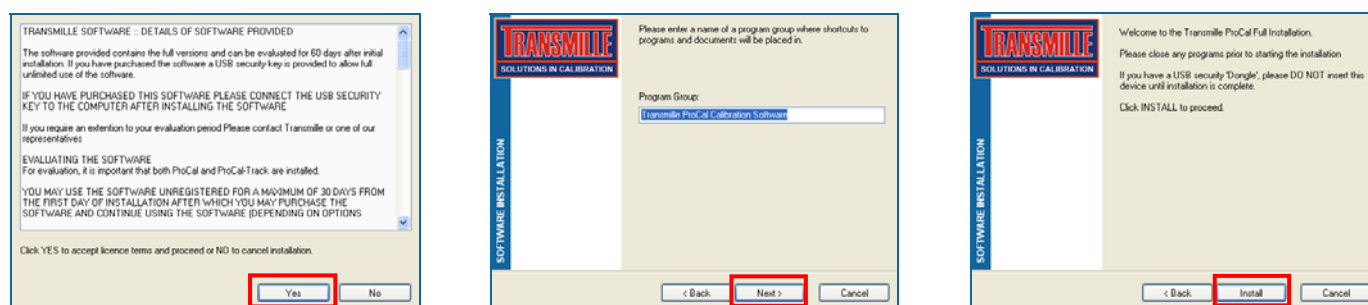 TRANSMILLE SOFTWARE :: DETAILS OF SOFTWARE PROVIDED
The software provided contains the full versions and can be evaluated for 60 days after initial
installation. If you have purchased the software a USB security key is provided to allow full
unlimited use of the software.
IF YOU HAVE PURCHASED THIS SOFTWARE PLEASE CONNECT THE USB SECURITY
KEY TO THE COMPUTER AFTER INSTALLING THE SOFTWARE
If you require an extention to your evaluation period Please contact Transmille or one of our
representatives
EVALUATING THE SOFTWARE
For evaluation, it is important that both ProCal and ProCal-Track are installed.
YOU MAY USE THE SOFTWARE UNREGISTERED FOR A MAXIMUM OF 30 DAYS FROM
THE FIRST DAY OF INSTALLATION AFTER WHICH YOU MAY PURCHASE THE
SOFTWARE AND CONTINUE USING THE SOFTWARE (DEPENDING ON OPTIONS
Click YES to accept licence terms and proceed or NO to cancel installation.
Yes
No
TRANSMILLE
SOLUTIONS IN CALIBRATION
SOFTWARE INSTALLATION
Please enter a name of a program group where shortcuts to
programs and documents will be placed in.
Program Group:
Transmille ProCal Calibration Software
< Back
Next >
Cancel
TRANSMILLE
SOLUTIONS IN CALIBRATION
SOFTWARE INSTALLATION
Welcome to the Transmille ProCal Full Installation.
Please close any programs prior to starting the installation
If you have a USB security 'Dongle', please DO NOT insert this
device until installation is complete.
Click INSTALL to proceed.
< Back
Install
Cancel